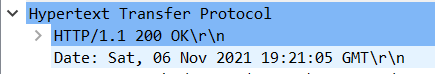 Hypertext Transfer Protocol
HTTP/1.1 200 OK\r\n
Date: Sat, 06 Nov 2021 19:21:05 GMT\r\n